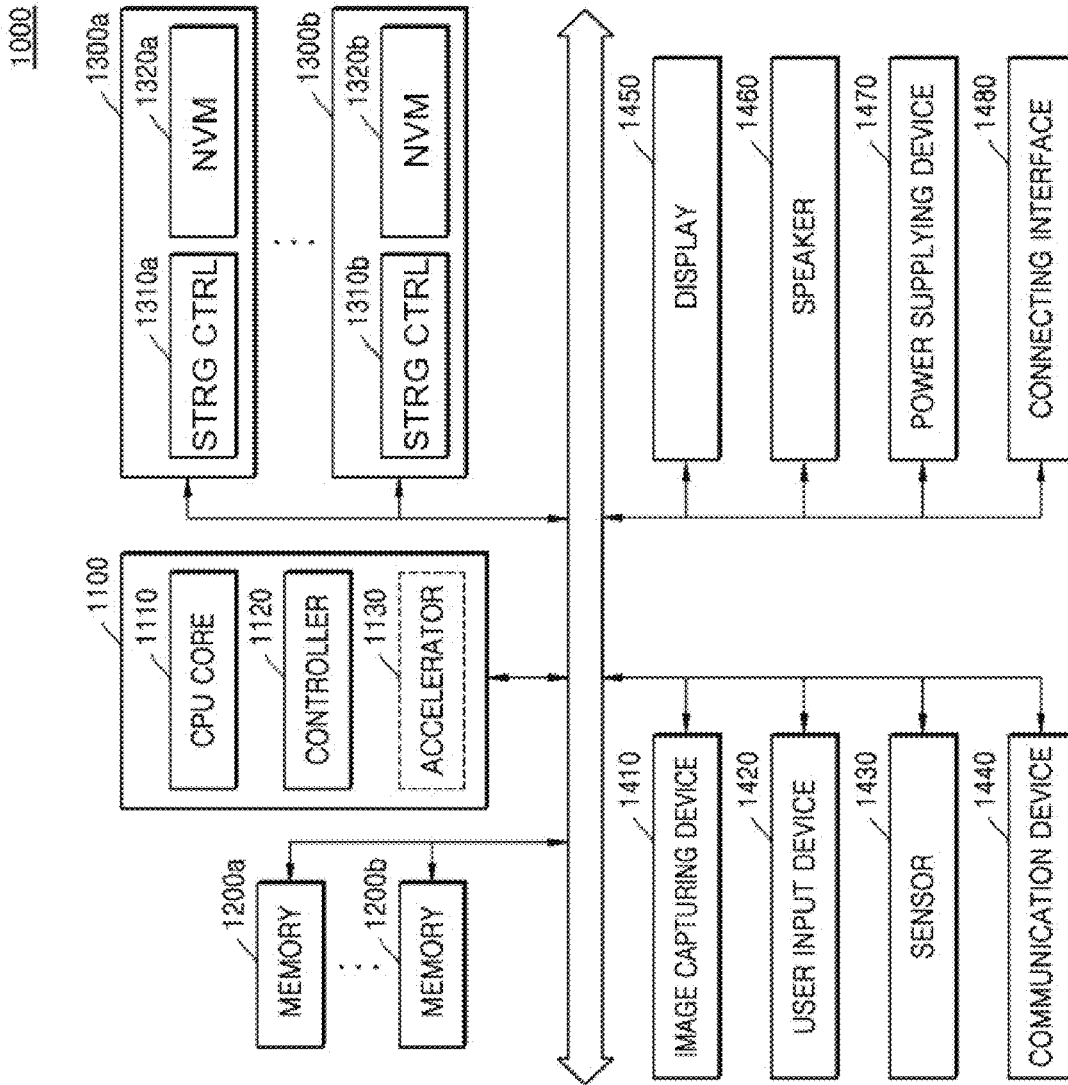 1000
1100
1110
CPU CORE
1120
CONTROLLER
1130
ACCELERATOR
1200a
MEMORY
. . .
1200b
MEMORY
1300a
1310a
STRG CTRL
1320a
NVM
. . .
1300b
1310b
STRG CTRL
1320b
NVM
1410
IMAGE CAPTURING DEVICE
1420
USER INPUT DEVICE
1430
SENSOR
1440
COMMUNICATION DEVICE
1450
DISPLAY
1460
SPEAKER
1470
POWER SUPPLYING DEVICE
1480
CONNECTING INTERFACE